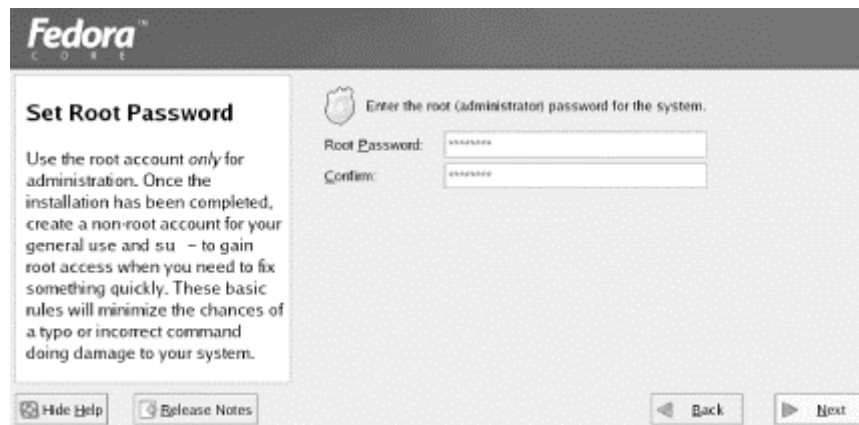 Fedora™
CORE
Set Root Password
Use the root account only for
administration. Once the
installation has been completed,
create a non-root account for your
general use and su - to gain
root access when you need to fix
something quickly. These basic
rules will minimize the chances of
a typo or incorrect command
doing damage to your system.
Enter the root (administrator) password for the system.
Root Password: ********
Confirm: ********
Hide Help
Release Notes
Back
Next